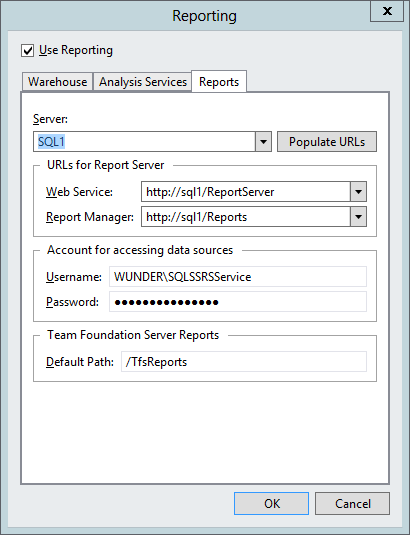 Reporting
x
Use Reporting
Warehouse Analysis Services Reports
Server:
SQL1 Populate URLs
URLs for Report Server
Web Service: http://sql1/ReportServer
Report Manager: http://sql1/Reports
Account for accessing data sources
Username: WUNDER\SQLSSRSService
Password: ●●●●●●●●●●●●●●●
Team Foundation Server Reports
Default Path: /TfsReports
OK Cancel